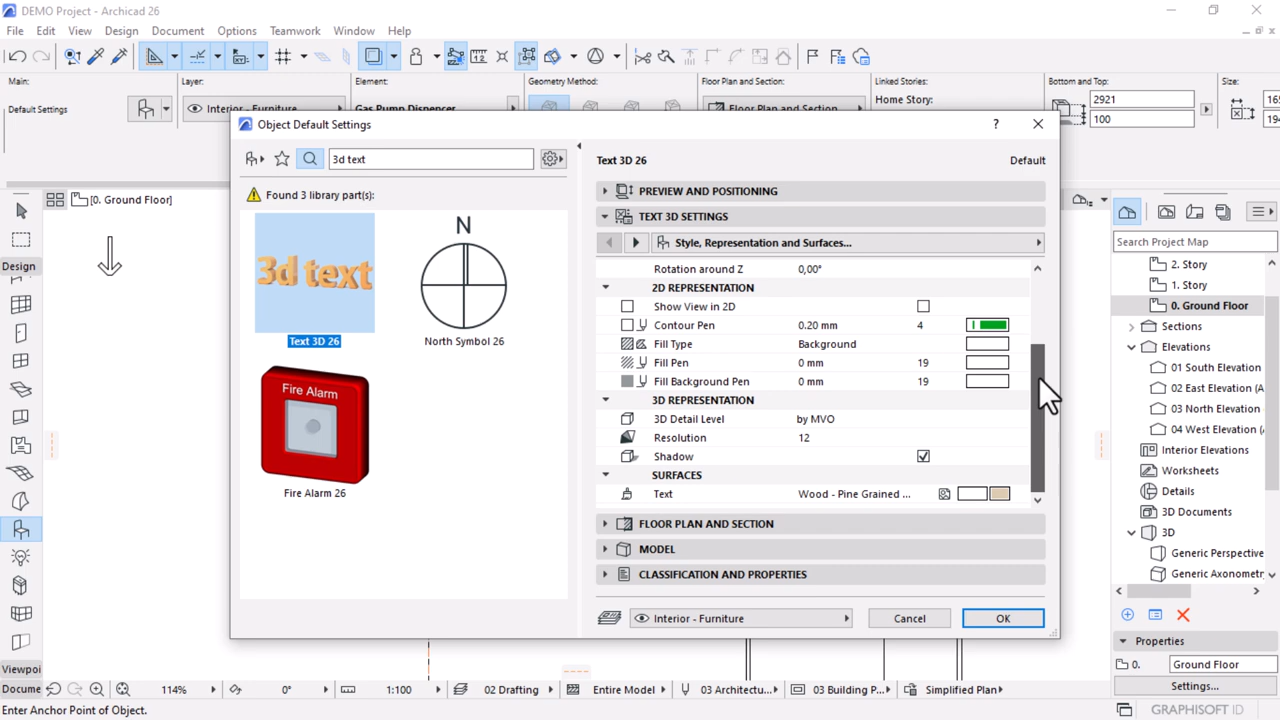 DEMO Project - Archicad 26
File Edit View Design Document Options Teamwork Window Help
Main: Layer: Element: Geometry Method: Floor Plan and Section: Linked Stories: Bottom and Top: Size:
Default Settings Interior - Furniture Gas Pump Dispenser Floor Plan and Section Home Story: 2921
100
Object Default Settings
3d text
Text 3D 26 Default
Found 3 library part(s):
3d text
Text 3D 26
N
North Symbol 26
Fire Alarm
Fire Alarm 26
PREVIEW AND POSITIONING
TEXT 3D SETTINGS
Style, Representation and Surfaces...
Rotation around Z 0,00°
2D REPRESENTATION
Show View in 2D
Contour Pen 0.20 mm 4
Fill Type Background
Fill Pen 0 mm 19
Fill Background Pen 0 mm 19
3D REPRESENTATION
3D Detail Level by MVO
Resolution 12
Shadow
SURFACES
Text Wood - Pine Grained ...
FLOOR PLAN AND SECTION
MODEL
CLASSIFICATION AND PROPERTIES
Interior - Furniture Cancel OK
[0. Ground Floor]
Design
Search Project Map
2. Story
1. Story
0. Ground Floor
Sections
Elevations
01 South Elevation
02 East Elevation (A
03 North Elevation
04 West Elevation (
Interior Elevations
Worksheets
Details
3D Documents
3D
Generic Perspective
Generic Axonometr
Properties
0. Ground Floor
Settings...
Viewpoi
Docume 114% 0° 1:100 02 Drafting Entire Model 03 Architectu... 03 Building P... Simplified Plan
Enter Anchor Point of Object.
GRAPHISOFT ID